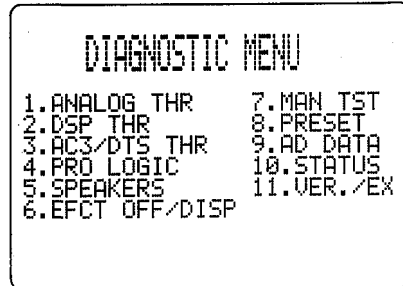 DIAGNOSTIC MENU
1.ANALOG THR
2.DSP THR
3.AC3/DTS THR
4.PRO LOGIC
5.SPEAKERS
6.EFCT OFF/DISP
7.MAN TST
8.PRESET
9.AD DATA
10.STATUS
11.VER./EX